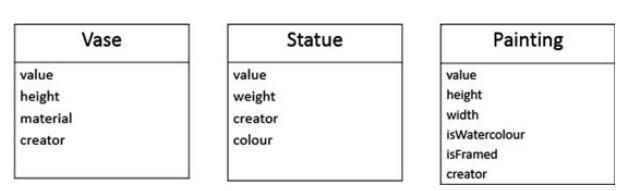 Vase
value
height
material
creator
Statue
value
weight
creator
colour
Painting
value
height
width
isWatercolour
isFramed
creator